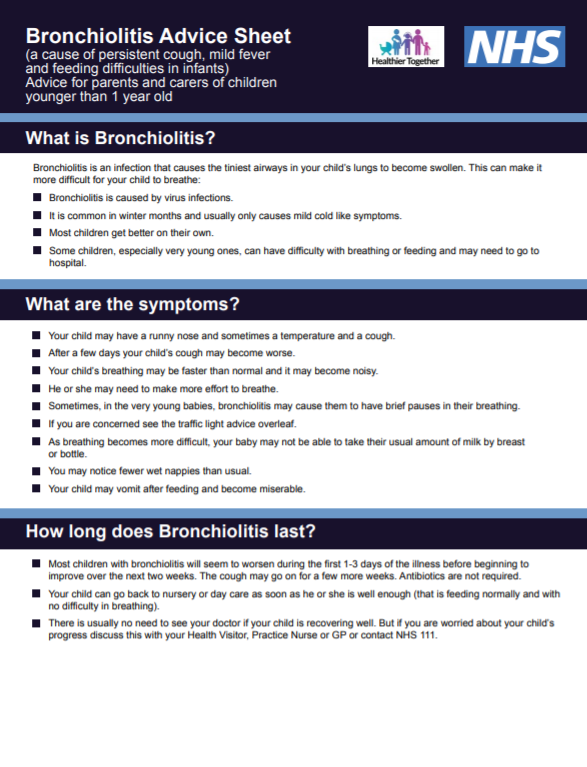 Bronchiolitis Advice Sheet
(a cause of persistent cough, mild fever
and feeding difficulties in infants)
Advice for parents and carers of children
younger than 1 year old
Healthier Together
NHS
What is Bronchiolitis?
Bronchiolitis is an infection that causes the tiniest airways in your child's lungs to become swollen. This can make it
more difficult for your child to breathe:
Bronchiolitis is caused by virus infections.
It is common in winter months and usually only causes mild cold like symptoms.
Most children get better on their own.
Some children, especially very young ones, can have difficulty with breathing or feeding and may need to go to
hospital.
What are the symptoms?
Your child may have a runny nose and sometimes a temperature and a cough.
After a few days your child's cough may become worse.
Your child's breathing may be faster than normal and it may become noisy.
He or she may need to make more effort to breathe.
Sometimes, in the very young babies, bronchiolitis may cause them to have brief pauses in their breathing.
If you are concerned see the traffic light advice overleaf.
As breathing becomes more difficult, your baby may not be able to take their usual amount of milk by breast
or bottle.
You may notice fewer wet nappies than usual.
Your child may vomit after feeding and become miserable.
How long does Bronchiolitis last?
Most children with bronchiolitis will seem to worsen during the first 1-3 days of the illness before beginning to
improve over the next two weeks. The cough may go on for a few more weeks. Antibiotics are not required.
Your child can go back to nursery or day care as soon as he or she is well enough (that is feeding normally and with
no difficulty in breathing).
There is usually no need to see your doctor if your child is recovering well. But if you are worried about your child's
progress discuss this with your Health Visitor, Practice Nurse or GP or contact NHS 111.